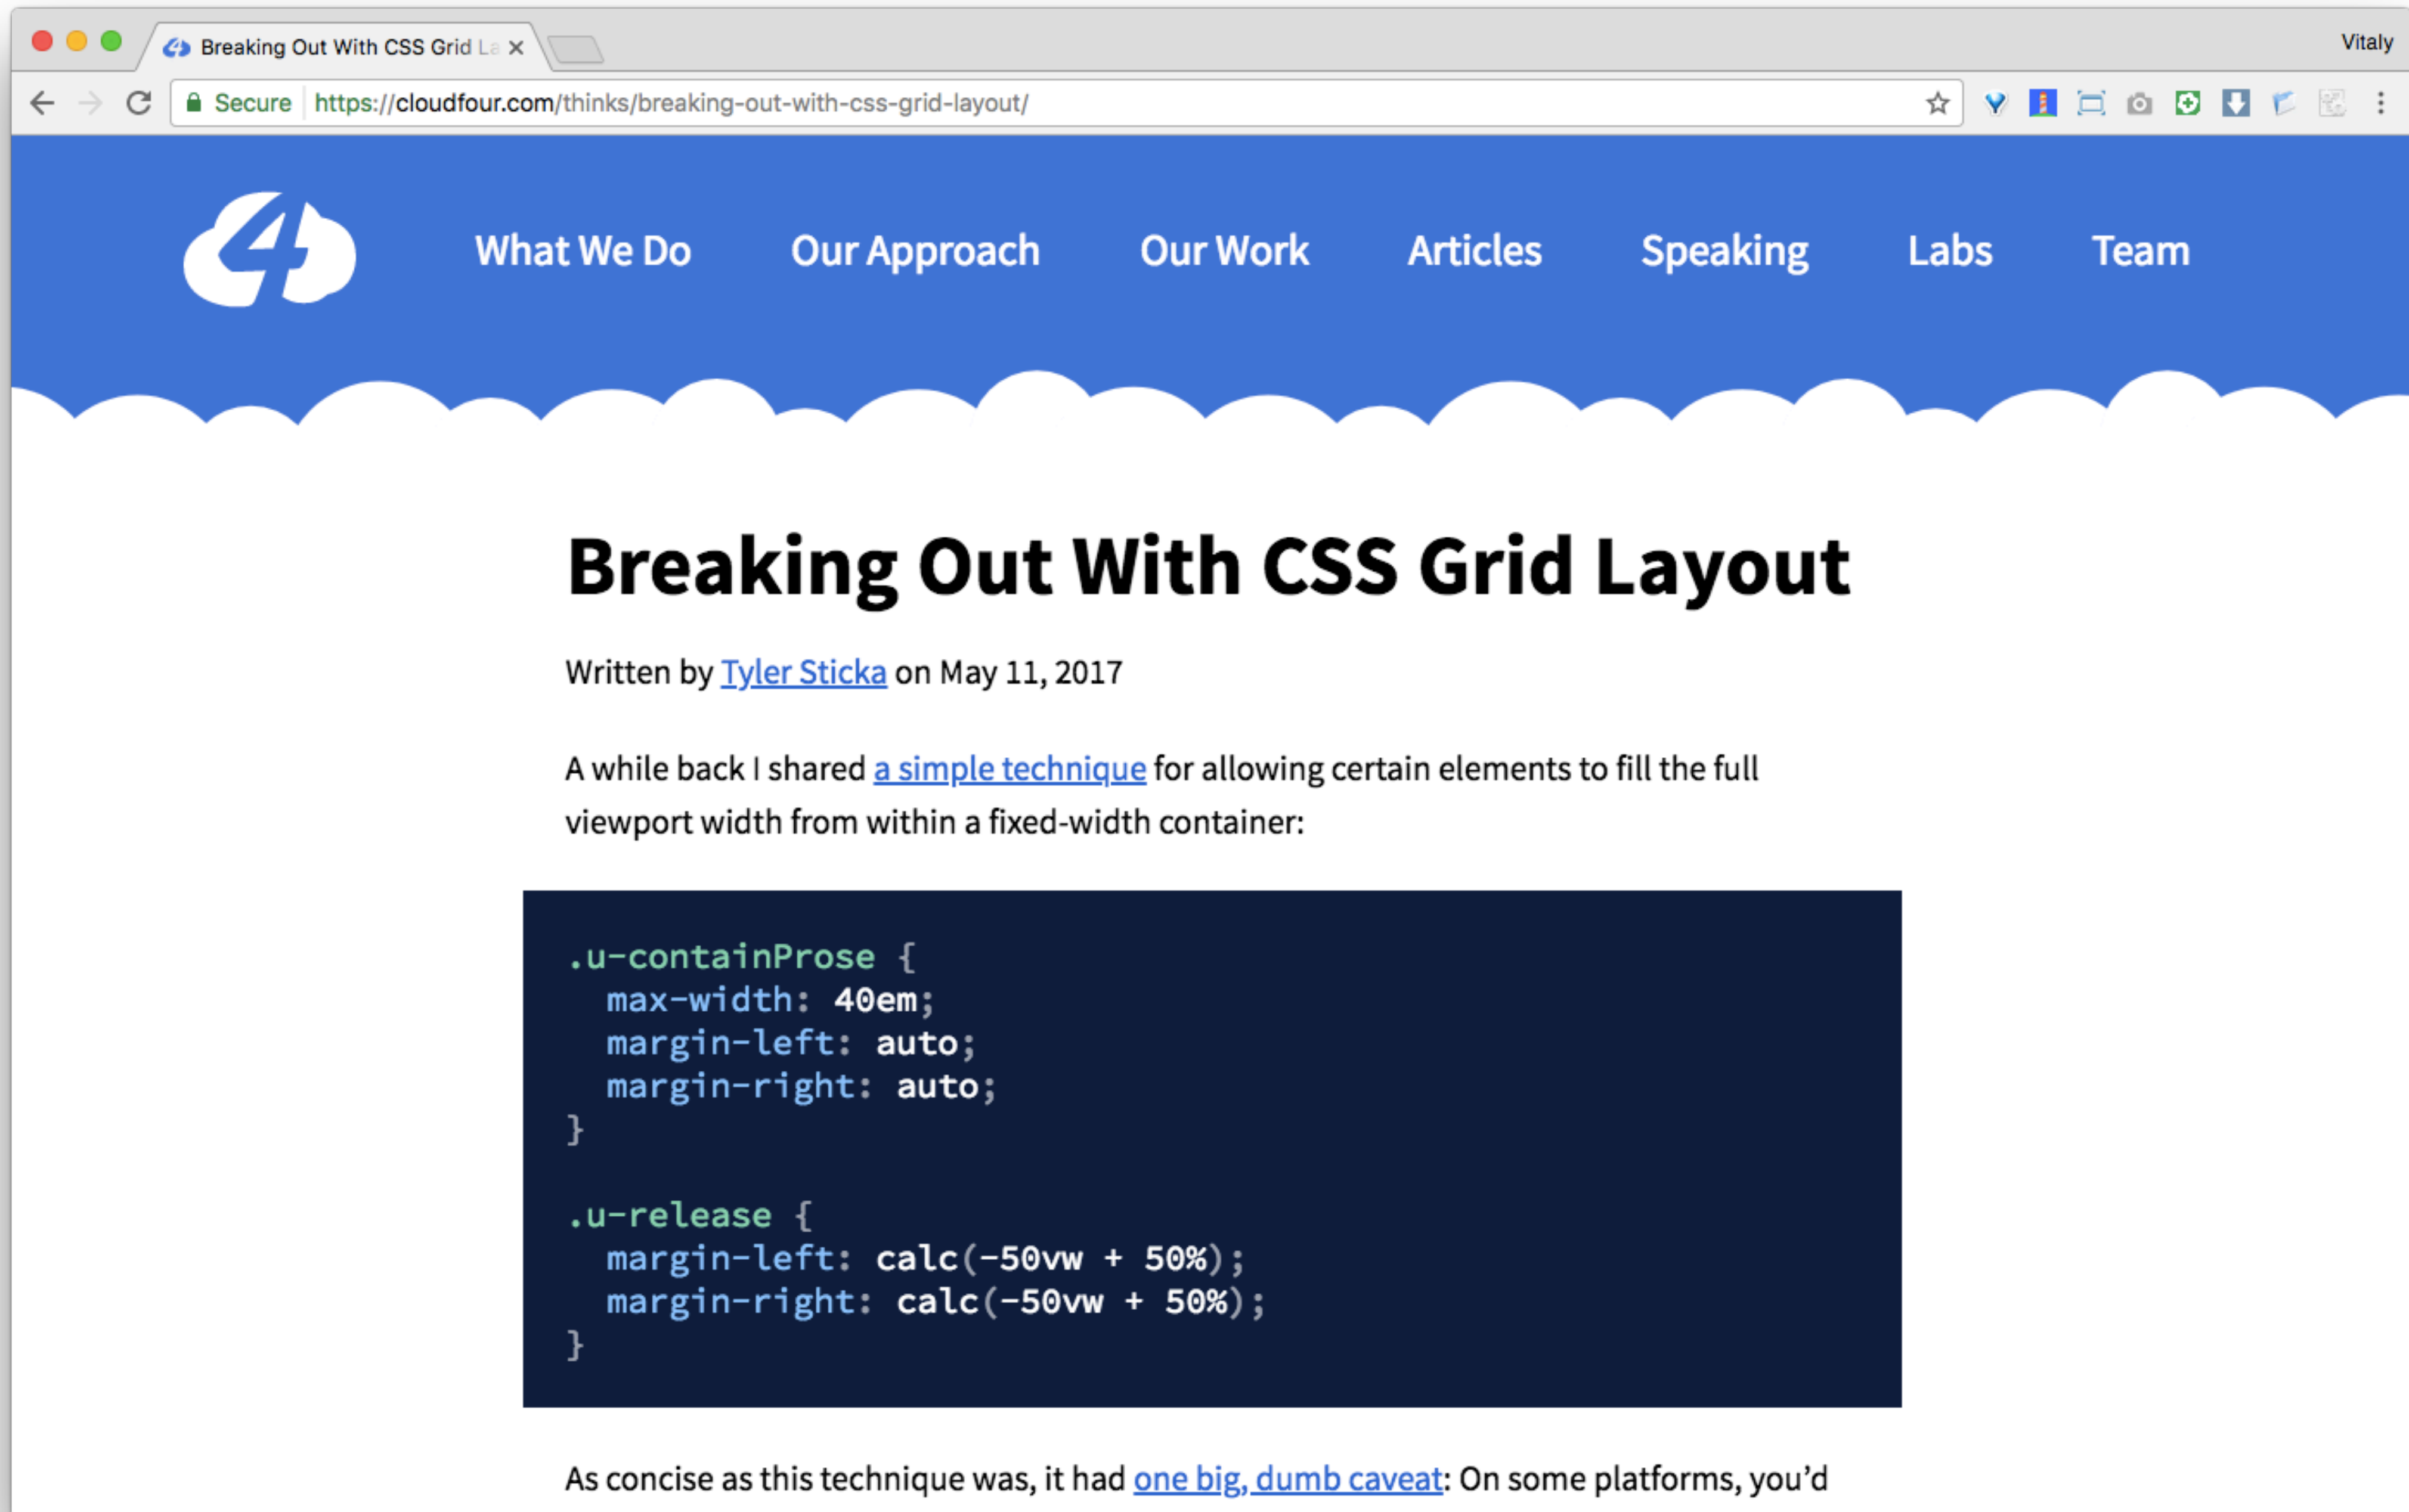 Breaking Out With CSS Grid La
Vitaly
Secure https://cloudfour.com/thinks/breaking-out-with-css-grid-layout/
4
What We Do Our Approach Our Work Articles Speaking Labs Team
Breaking Out With CSS Grid Layout
Written by Tyler Sticka on May 11, 2017
A while back I shared a simple technique for allowing certain elements to fill the full
viewport width from within a fixed-width container:
.u-containProse {
  max-width: 40em;
  margin-left: auto;
  margin-right: auto;
}
.u-release {
  margin-left: calc(-50vw + 50%);
  margin-right: calc(-50vw + 50%);
}
As concise as this technique was, it had one big, dumb caveat: On some platforms, you’d